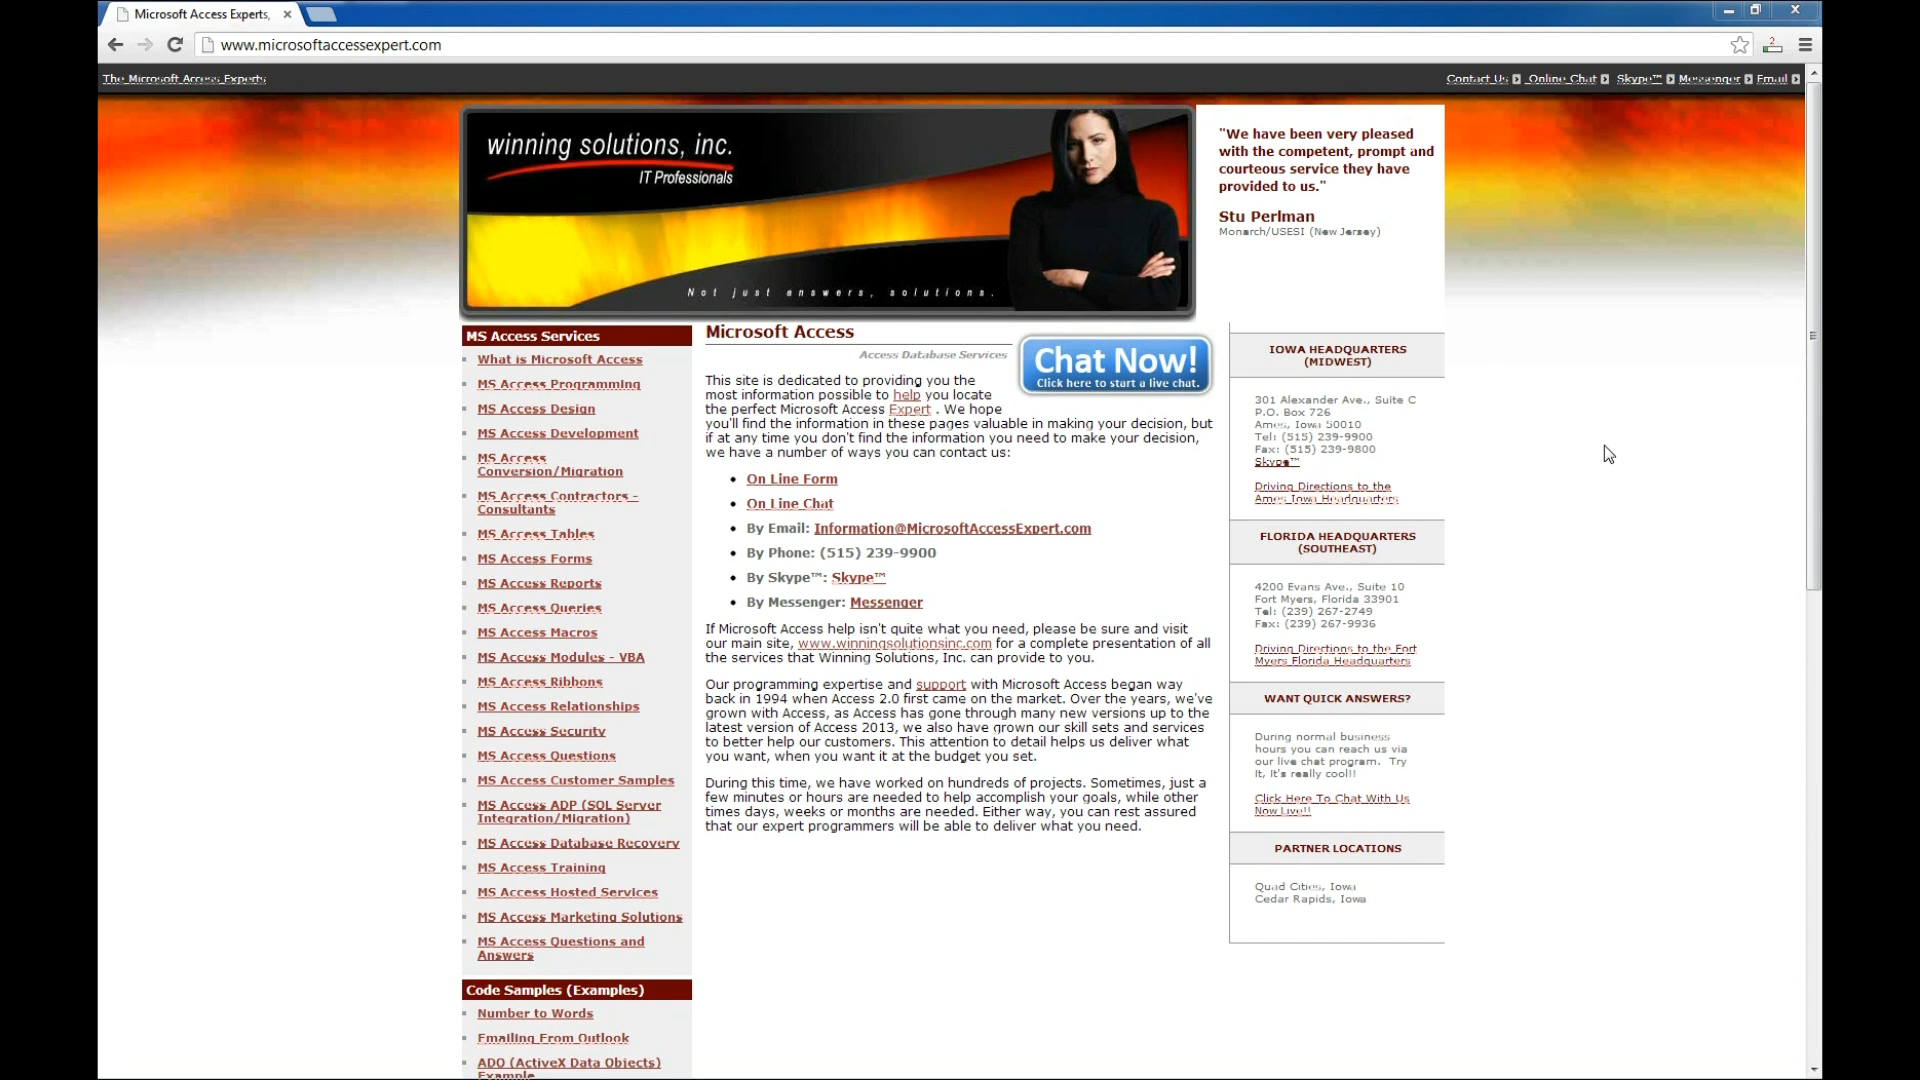 Microsoft Access Experts,
www.microsoftaccessexpert.com
2
The Microsoft Access Experts
Contact Us Online Chat Skype™ Messenger Email
winning solutions, inc.
IT Professionals
Not just answers, solutions.
"We have been very pleased
with the competent, prompt and
courteous service they have
provided to us."
Stu Perlman
Monarch/USESI (New Jersey)
MS Access Services
What is Microsoft Access
MS Access Programming
MS Access Design
MS Access Development
MS Access
Conversion/Migration
MS Access Contractors -
Consultants
MS Access Tables
MS Access Forms
MS Access Reports
MS Access Queries
MS Access Macros
MS Access Modules - VBA
MS Access Ribbons
MS Access Relationships
MS Access Security
MS Access Questions
MS Access Customer Samples
MS Access ADP (SQL Server
Integration/Migration)
MS Access Database Recovery
MS Access Training
MS Access Hosted Services
MS Access Marketing Solutions
MS Access Questions and
Answers
Code Samples (Examples)
Number to Words
Emailing From Outlook
ADO (ActiveX Data Objects)
Example
Microsoft Access
Access Database Services
Chat Now!
Click here to start a live chat.
This site is dedicated to providing you the
most information possible to help you locate
the perfect Microsoft Access Expert . We hope
you'll find the information in these pages valuable in making your decision, but
if at any time you don't find the information you need to make your decision,
we have a number of ways you can contact us:
On Line Form
On Line Chat
By Email: Information@MicrosoftAccessExpert.com
By Phone: (515) 239-9900
By Skype™: Skype™
By Messenger: Messenger
If Microsoft Access help isn't quite what you need, please be sure and visit
our main site, www.winningsolutionsinc.com for a complete presentation of all
the services that Winning Solutions, Inc. can provide to you.
Our programming expertise and support with Microsoft Access began way
back in 1994 when Access 2.0 first came on the market. Over the years, we've
grown with Access, as Access has gone through many new versions up to the
latest version of Access 2013, we also have grown our skill sets and services
to better help our customers. This attention to detail helps us deliver what
you want, when you want it at the budget you set.
During this time, we have worked on hundreds of projects. Sometimes, just a
few minutes or hours are needed to help accomplish your goals, while other
times days, weeks or months are needed. Either way, you can rest assured
that our expert programmers will be able to deliver what you need.
IOWA HEADQUARTERS
(MIDWEST)
301 Alexander Ave., Suite C
P.O. Box 726
Ames, Iowa 50010
Tel: (515) 239-9900
Fax: (515) 239-9800
Skype™
Driving Directions to the
Ames Iowa Headquarters
FLORIDA HEADQUARTERS
(SOUTHEAST)
4200 Evans Ave., Suite 10
Fort Myers, Florida 33901
Tel: (239) 267-2749
Fax: (239) 267-9936
Driving Directions to the Fort
Myers Florida Headquarters
WANT QUICK ANSWERS?
During normal business
hours you can reach us via
our live chat program. Try
it, it's really cool!!
Click Here To Chat With Us
Now Live!!
PARTNER LOCATIONS
Quad Cities, Iowa
Cedar Rapids, Iowa